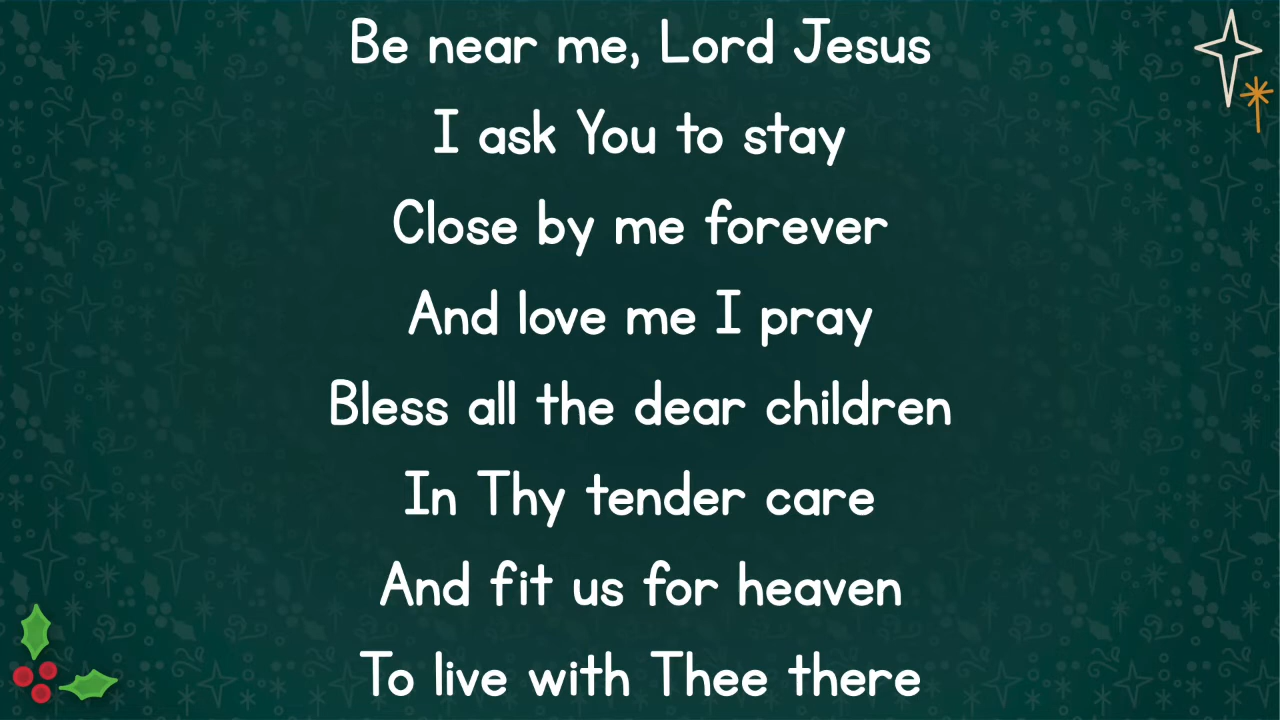 Be near me, Lord Jesus
I ask You to stay
Close by me forever
And love me I pray
Bless all the dear children
In Thy tender care
And fit us for heaven
To live with Thee there